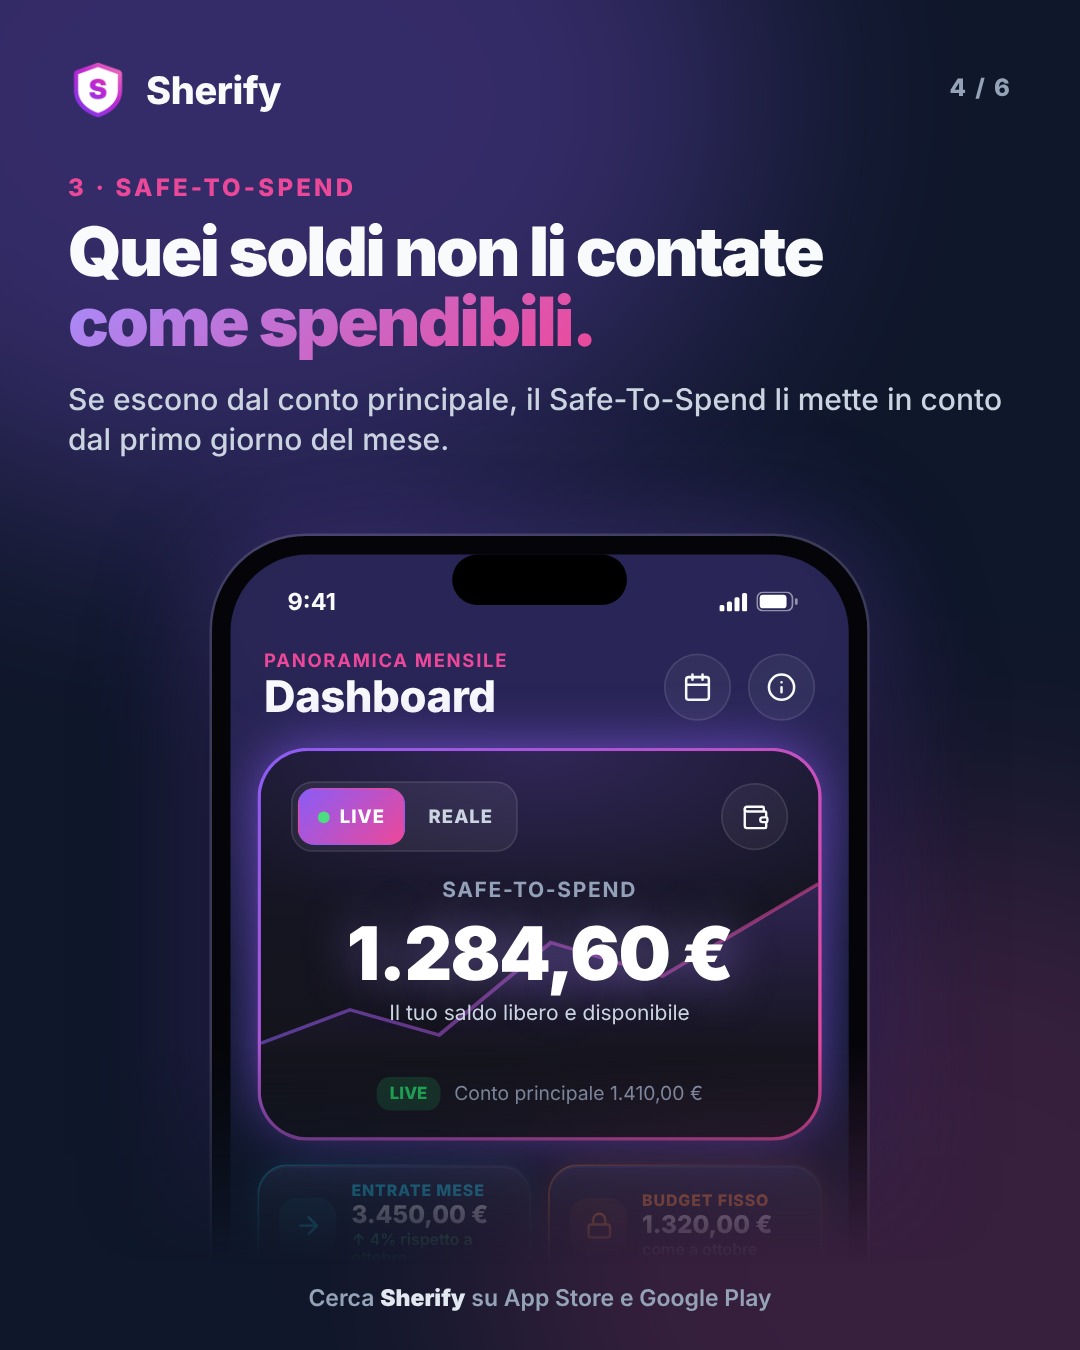 S
Sherify
4 / 6
3 · SAFE-TO-SPEND
Quei soldi non li contate
come spendibili.
Se escono dal conto principale, il Safe-To-Spend li mette in conto
dal primo giorno del mese.
9:41
PANORAMICA MENSILE
Dashboard
LIVE
REALE
SAFE-TO-SPEND
1.284,60 €
Il tuo saldo libero e disponibile
LIVE
Conto principale 1.410,00 €
ENTRATE MESE
3.450,00 €
↑ 4% rispetto a
ottobre
BUDGET FISSO
1.320,00 €
come a ottobre
Cerca Sherify su App Store e Google Play